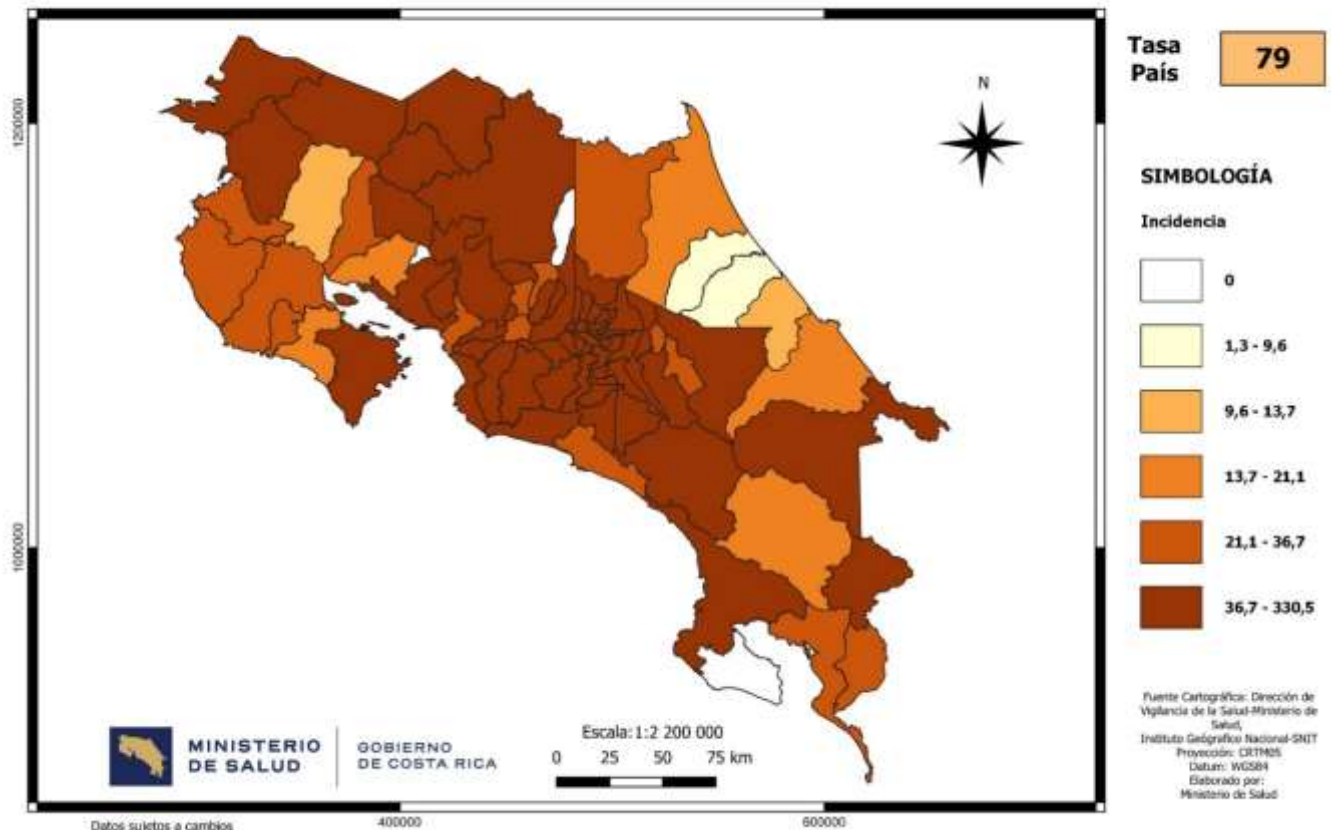 Tasa
País
79
N
SIMBOLOGÍA
Incidencia
0
1,3 - 9,6
9,6 - 13,7
13,7 - 21,1
21,1 - 36,7
36,7 - 330,5
1200000
1000000
Fuente Cartográfica: Dirección de
Vigilancia de la Salud-Ministerio de
Salud,
Instituto Geográfico Nacional-SNIT
Proyección: CRTM05
Datum: WGS84
Elaborado por:
Ministerio de Salud
MINISTERIO
DE SALUD
GOBIERNO
DE COSTA RICA
Escala: 1:2 200 000
0 25 50 75 km
400000
600000
Datos sujetos a cambios